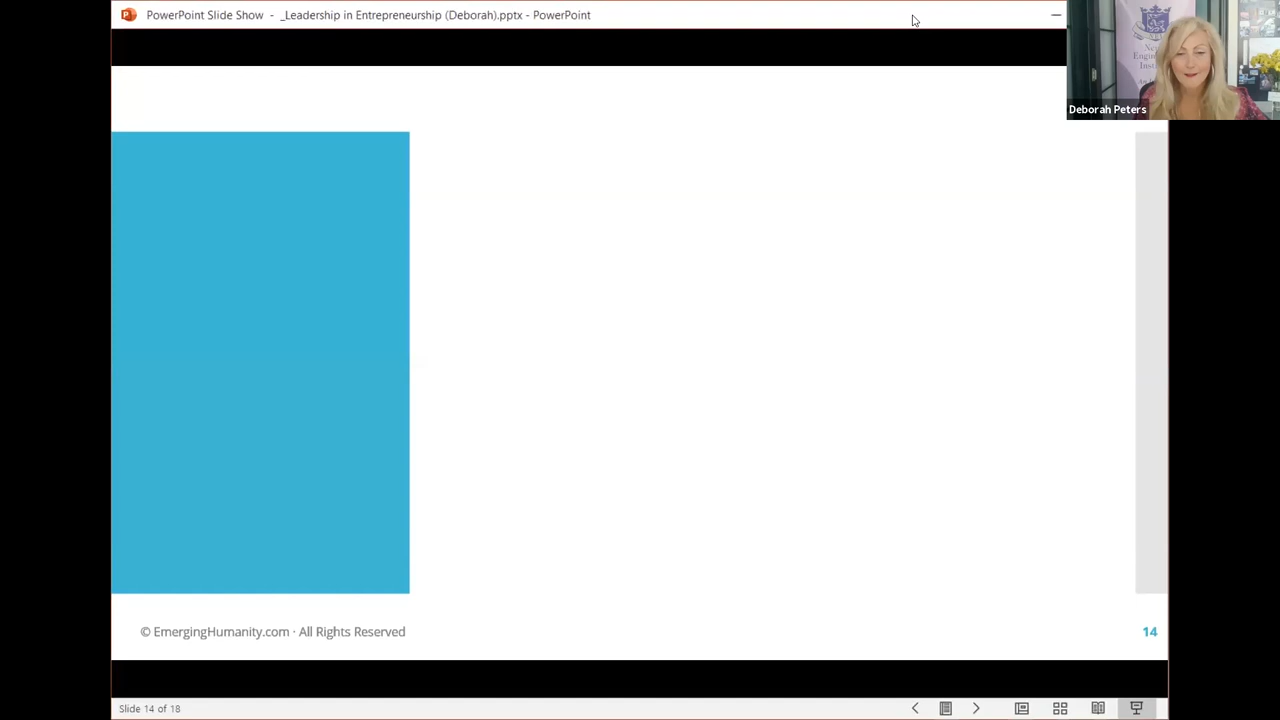 PowerPoint Slide Show - _Leadership in Entrepreneurship (Deborah).pptx - PowerPoint
Deborah Peters
© EmergingHumanity.com · All Rights Reserved
14
Slide 14 of 18